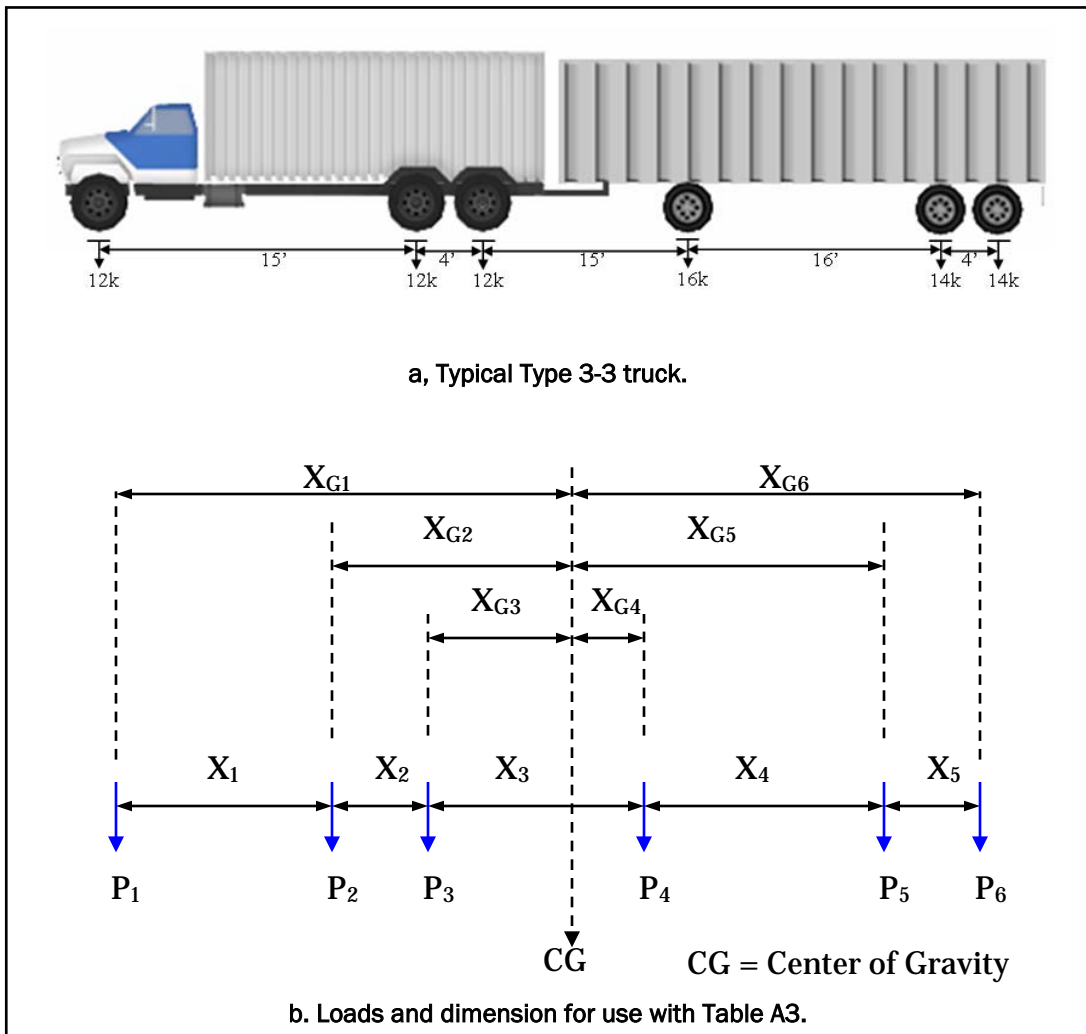 15’ 4’ 15’ 16’ 4’
12k 12k 12k 16k 14k 14k
a, Typical Type 3-3 truck.
XG1 XG6
XG2 XG5
XG3 XG4
X1 X2 X3 X4 X5
P1 P2 P3 P4 P5 P6
CG CG = Center of Gravity
b. Loads and dimension for use with Table A3.